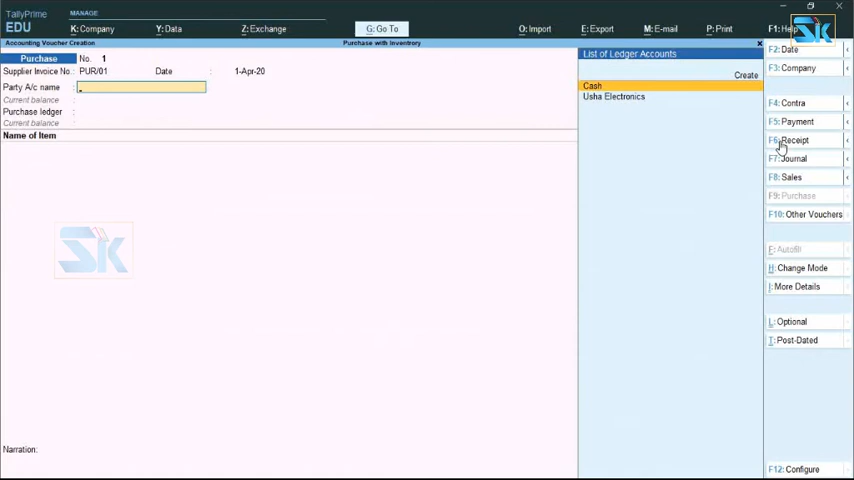 TallyPrime
MANAGE
EDU
K: Company
Y: Data
Z: Exchange
G: Go To
O: Import
E: Export
M: E-mail
P: Print
F1: Help
SK
Accounting Voucher Creation
Purchase with Inventory
Purchase No. 1
Supplier Invoice No.: PUR/01 Date : 1-Apr-20
Party A/c name :
Current balance :
Purchase ledger :
Current balance :
Name of Item
SK
Narration:
List of Ledger Accounts
Create
Cash
Usha Electronics
F2: Date
F3: Company
F4: Contra
F5: Payment
F6: Receipt
F7: Journal
F8: Sales
F9: Purchase
F10: Other Vouchers
F: Autofill
H: Change Mode
I: More Details
L: Optional
T: Post-Dated
F12: Configure